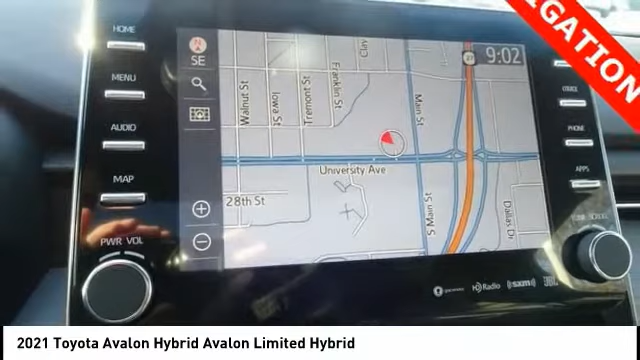 HOME
MENU
AUDIO
MAP
PWR VOL
SE
9:02
Walnut St
Iowa St
Tremont St
Franklin St
Main St
University Ave
28th St
S Main St
Dallas Dr
PHONE
APPS
HD Radio
((SiriusXM))
JBL
2021 Toyota Avalon Hybrid Avalon Limited Hybrid